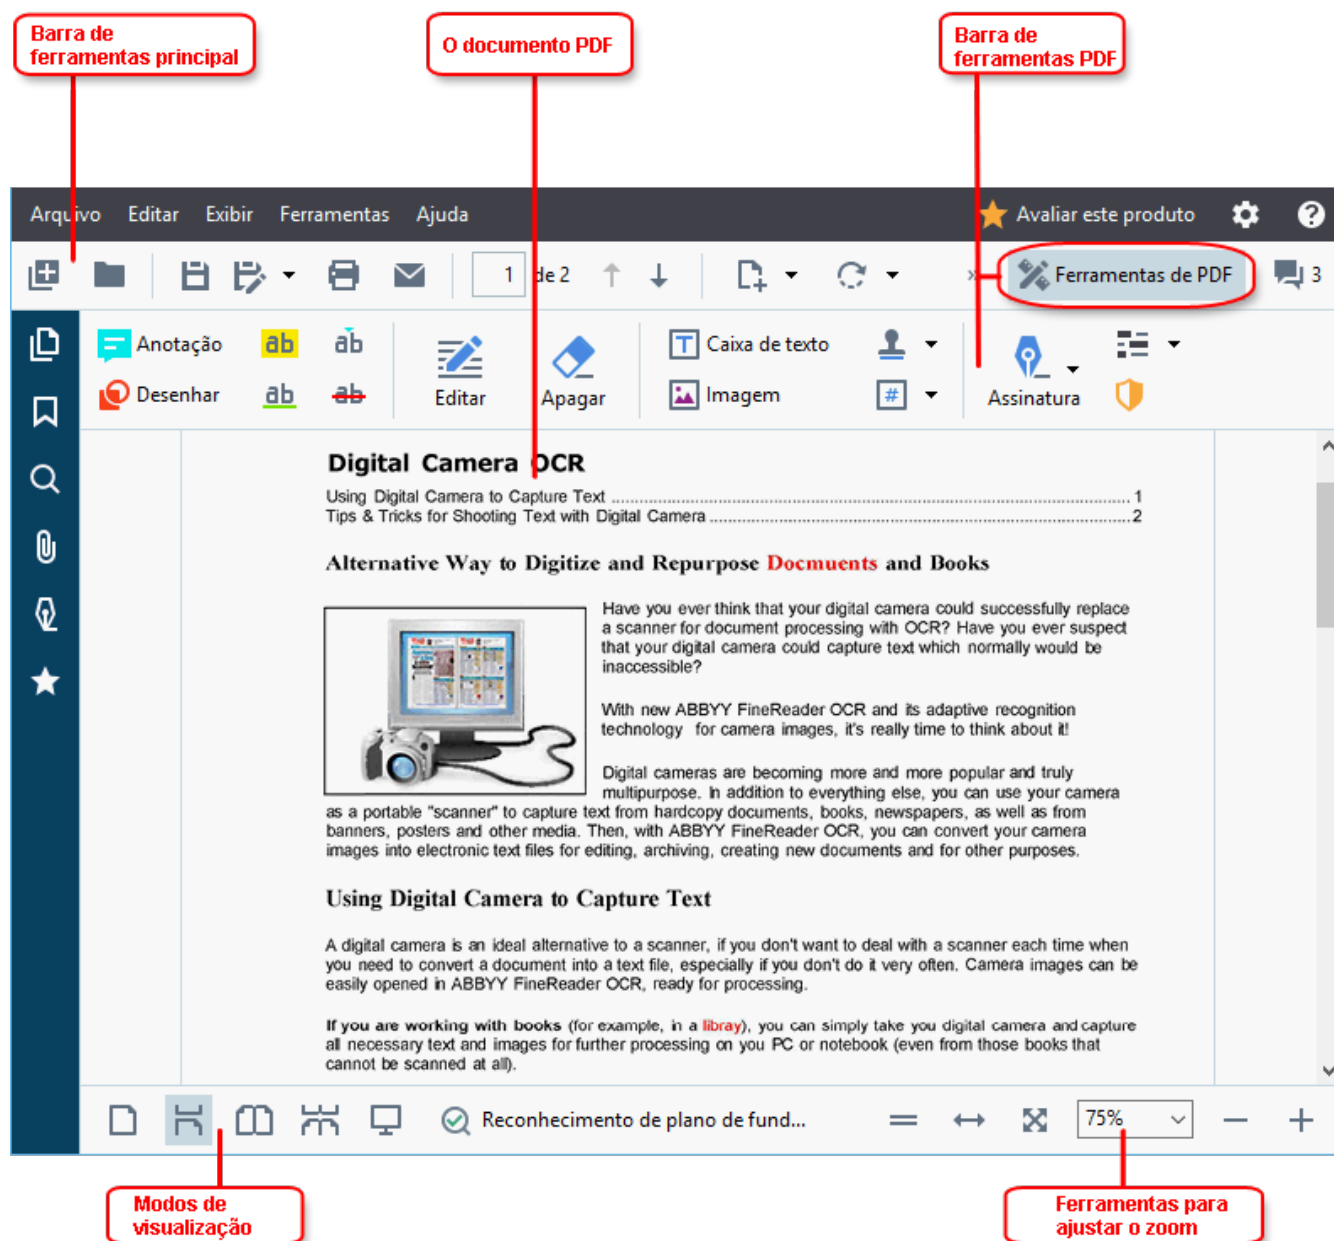 Barra de
ferramentas principal
O documento PDF
Barra de
ferramentas PDF
Arquivo Editar Exibir Ferramentas Ajuda Avaliar este produto
1 de 2 » Ferramentas de PDF 3
Anotação ab ab Caixa de texto
Desenhar ab ab Editar Apagar Imagem # Assinatura
Digital Camera OCR
Using Digital Camera to Capture Text ........ 1
Tips & Tricks for Shooting Text with Digital Camera ........ 2
Alternative Way to Digitize and Repurpose Docmuents and Books
Have you ever think that your digital camera could successfully replace
a scanner for document processing with OCR? Have you ever suspect
that your digital camera could capture text which normally would be
inaccessible?
With new ABBYY FineReader OCR and its adaptive recognition
technology for camera images, it's really time to think about it!
Digital cameras are becoming more and more popular and truly
multipurpose. In addition to everything else, you can use your camera
as a portable "scanner" to capture text from hardcopy documents, books, newspapers, as well as from
banners, posters and other media. Then, with ABBYY FineReader OCR, you can convert your camera
images into electronic text files for editing, archiving, creating new documents and for other purposes.
Using Digital Camera to Capture Text
A digital camera is an ideal alternative to a scanner, if you don't want to deal with a scanner each time when
you need to convert a document into a text file, especially if you don't do it very often. Camera images can be
easily opened in ABBYY FineReader OCR, ready for processing.
If you are working with books (for example, in a libray), you can simply take you digital camera and capture
all necessary text and images for further processing on you PC or notebook (even from those books that
cannot be scanned at all).
Reconhecimento de plano de fund... 75%
Modos de
visualização
Ferramentas para
ajustar o zoom